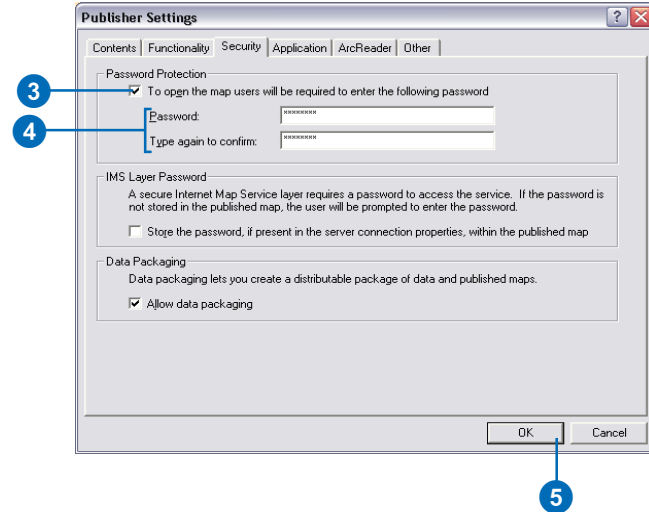 Publisher Settings
Contents Functionality Security Application ArcReader Other
Password Protection
3
To open the map users will be required to enter the following password
4
Password: ********
Type again to confirm: ********
IMS Layer Password
A secure Internet Map Service layer requires a password to access the service. If the password is
not stored in the published map, the user will be prompted to enter the password.
Store the password, if present in the server connection properties, within the published map
Data Packaging
Data packaging lets you create a distributable package of data and published maps.
Allow data packaging
OK Cancel
5